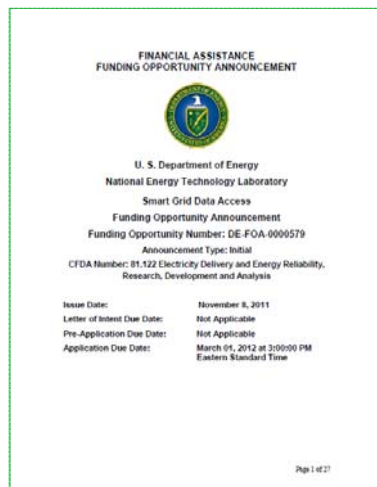 FINANCIAL ASSISTANCE
FUNDING OPPORTUNITY ANNOUNCEMENT
U. S. Department of Energy
National Energy Technology Laboratory
Smart Grid Data Access
Funding Opportunity Announcement
Funding Opportunity Number: DE-FOA-0000579
Announcement Type: Initial
CFDA Number: 81.122 Electricity Delivery and Energy Reliability,
Research, Development and Analysis
Issue Date: November 8, 2011
Letter of Intent Due Date: Not Applicable
Pre-Application Due Date: Not Applicable
Application Due Date: March 01, 2012 at 3:00:00 PM
Eastern Standard Time
Page 1 of 27